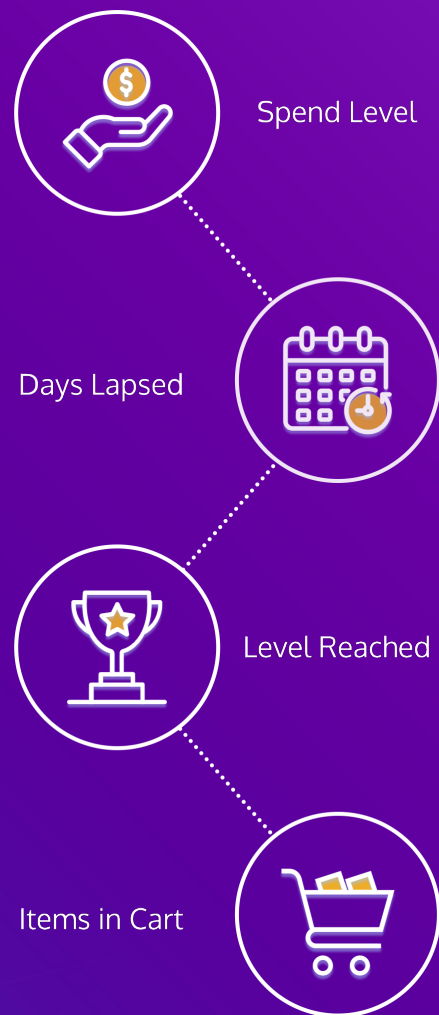 $
Spend Level
Days Lapsed
Level Reached
Items in Cart